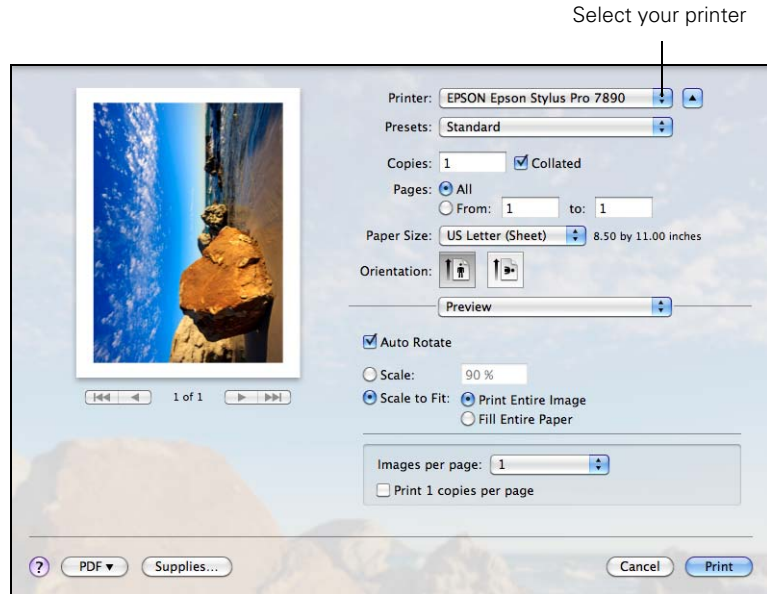 Select your printer
Printer: EPSON Epson Stylus Pro 7890
Presets: Standard
Copies: 1 Collated
Pages: All
From: 1 to: 1
Paper Size: US Letter (Sheet) 8.50 by 11.00 inches
Orientation:
Preview
Auto Rotate
Scale: 90 %
Scale to Fit: Print Entire Image
Fill Entire Paper
1 of 1
Images per page: 1
Print 1 copies per page
? PDF Supplies... Cancel Print